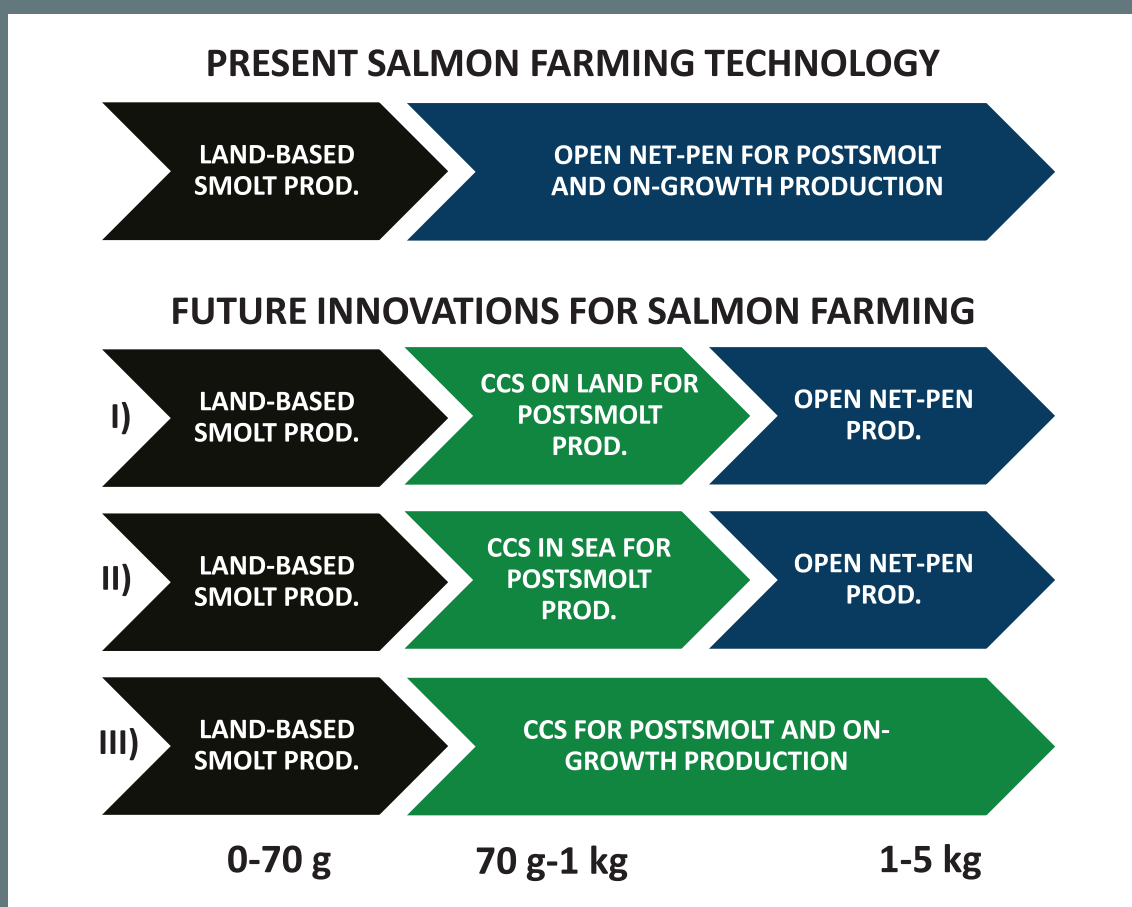 PRESENT SALMON FARMING TECHNOLOGY
LAND-BASED
SMOLT PROD.
OPEN NET-PEN FOR POSTSMOLT
AND ON-GROWTH PRODUCTION
FUTURE INNOVATIONS FOR SALMON FARMING
I)
LAND-BASED
SMOLT PROD.
CCS ON LAND FOR
POSTSMOLT
PROD.
OPEN NET-PEN
PROD.
II)
LAND-BASED
SMOLT PROD.
CCS IN SEA FOR
POSTSMOLT
PROD.
OPEN NET-PEN
PROD.
III)
LAND-BASED
SMOLT PROD.
CCS FOR POSTSMOLT AND ON-
GROWTH PRODUCTION
0-70 g
70 g-1 kg
1-5 kg